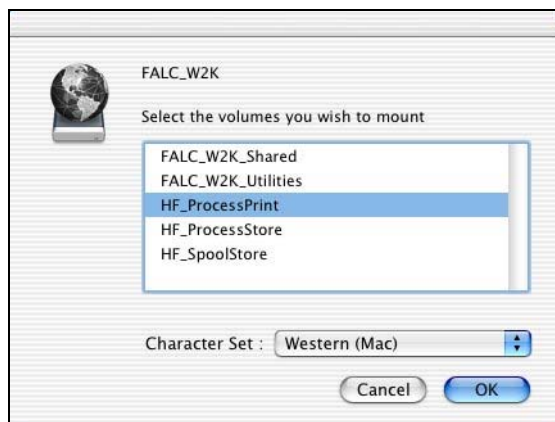 FALC_W2K
Select the volumes you wish to mount
FALC_W2K_Shared
FALC_W2K_Utilities
HF_ProcessPrint
HF_ProcessStore
HF_SpoolStore
Character Set : Western (Mac)
Cancel OK